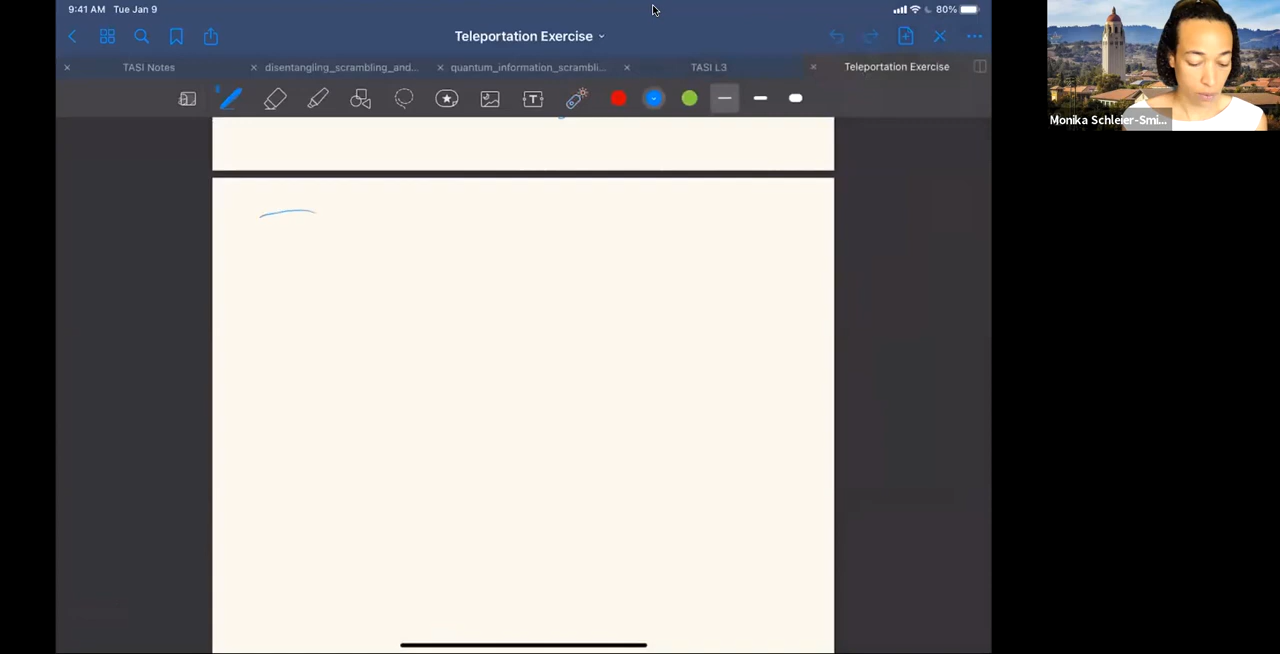 9:41 AM Tue Jan 9
80%
Teleportation Exercise
TASI Notes
disentangling_scrambling_and...
quantum_information_scrambli...
TASI L3
Teleportation Exercise
T
Monika Schleier-Smi...